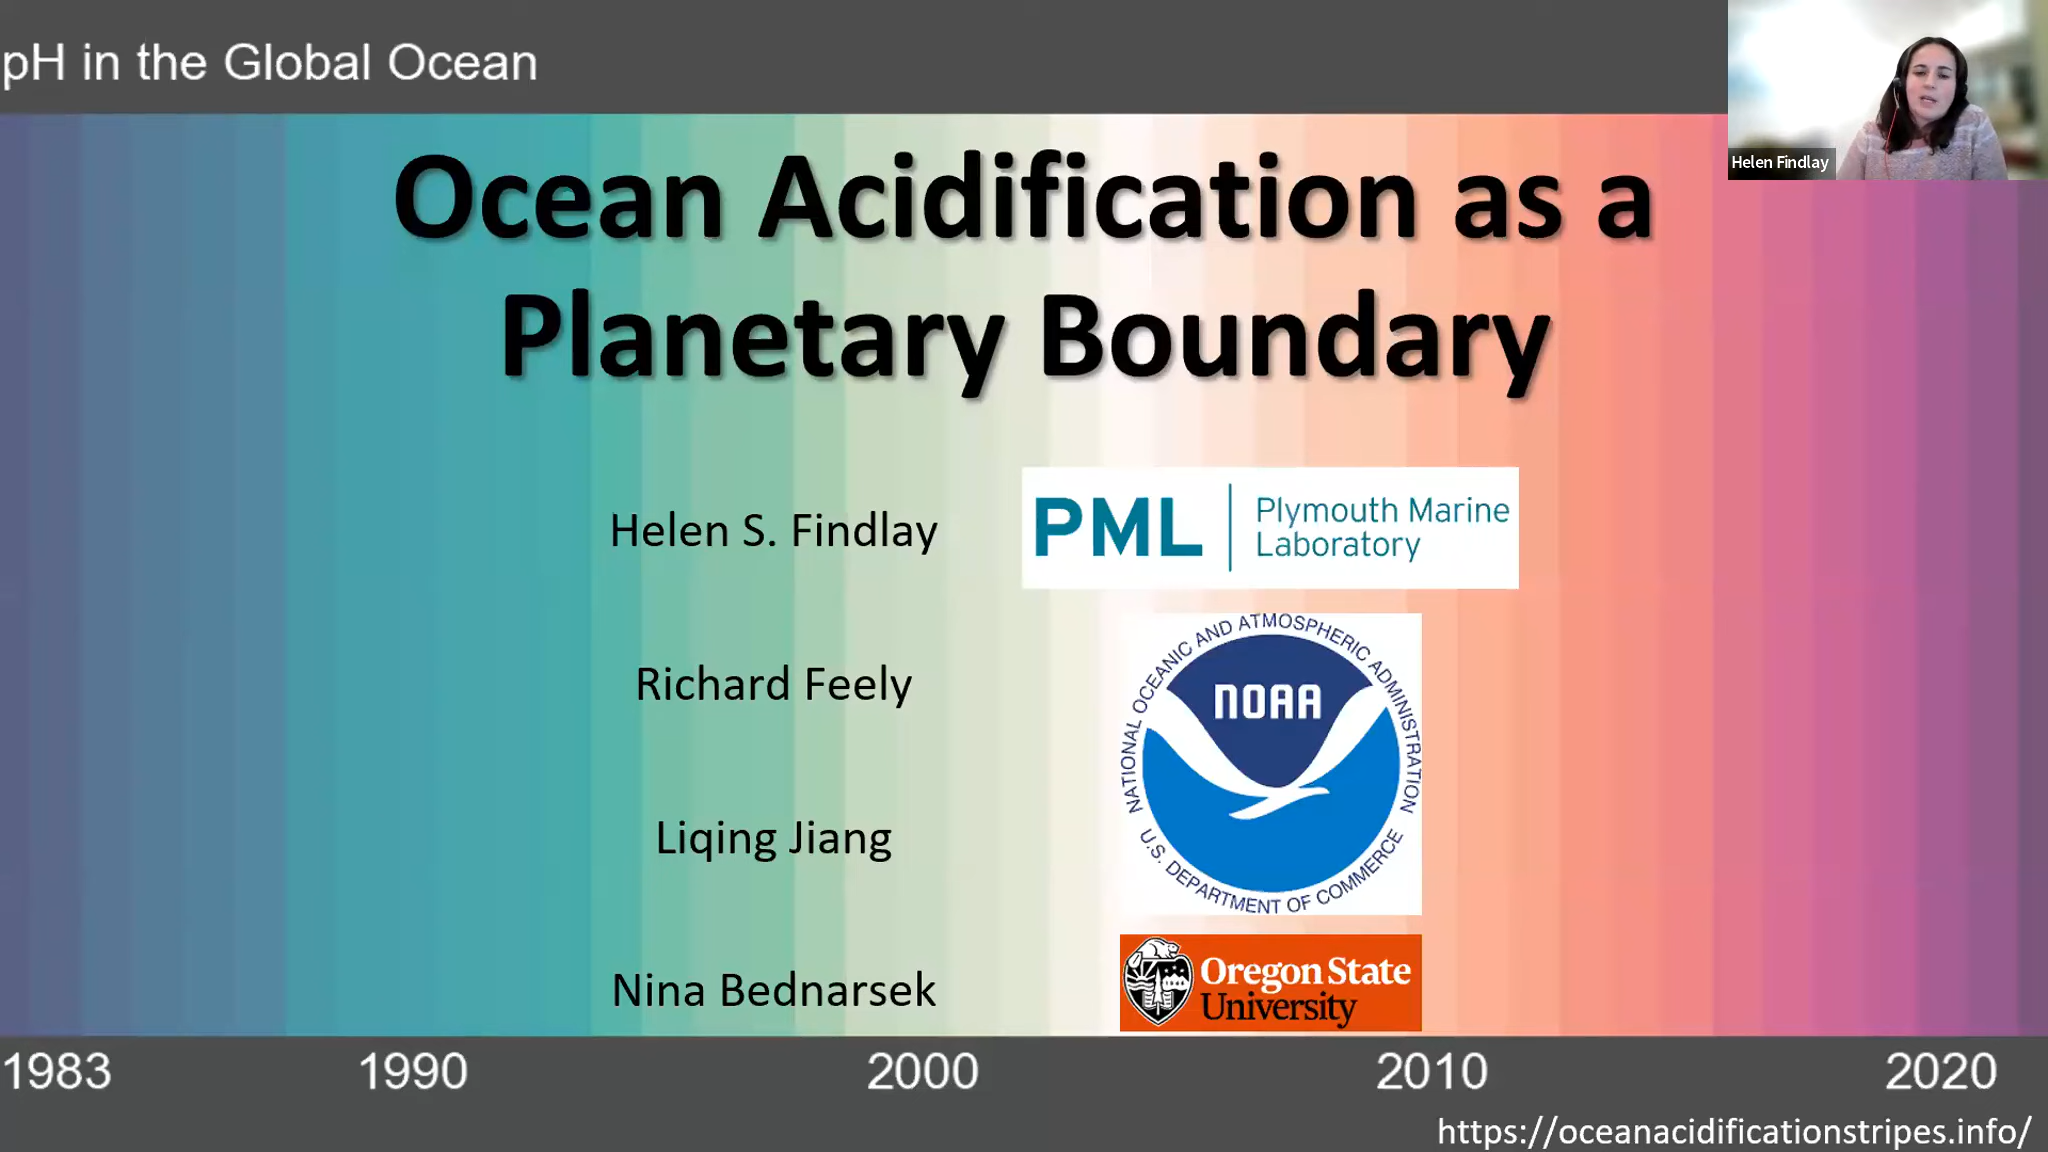 pH in the Global Ocean
Helen Findlay
Ocean Acidification as a
Planetary Boundary
Helen S. Findlay
PML
Plymouth Marine
Laboratory
Richard Feely
NATIONAL OCEANIC AND ATMOSPHERIC ADMINISTRATION
NOAA
U.S. DEPARTMENT OF COMMERCE
Liqing Jiang
Nina Bednarsek
Oregon State
University
1983 1990 2000 2010 2020
https://oceanacidificationstripes.info/